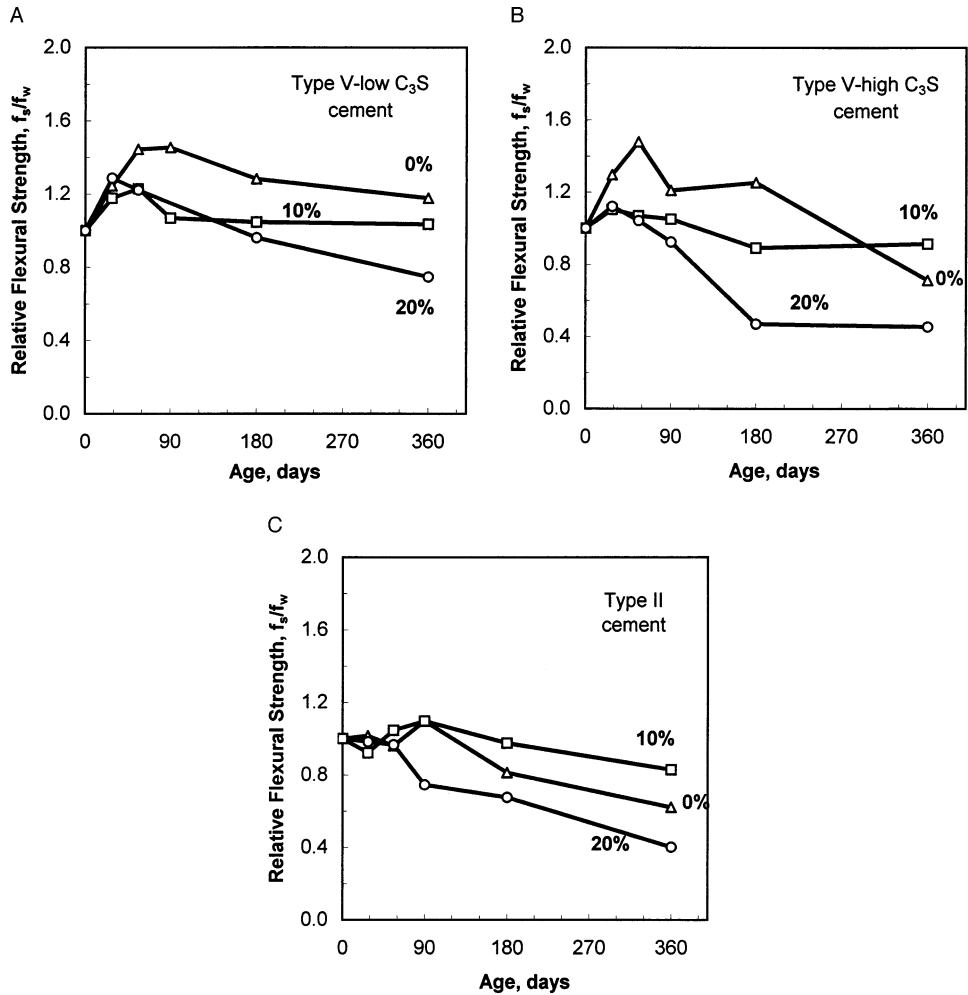 A
Relative Flexural Strength, fs/fw
2.0
1.6
1.2
0.8
0.4
0.0
Type V-low C3S
cement
0%
10%
20%
0 90 180 270 360
Age, days
B
Relative Flexural Strength, fs/fw
2.0
1.6
1.2
0.8
0.4
0.0
Type V-high C3S
cement
10%
0%
20%
0 90 180 270 360
Age, days
C
Relative Flexural Strength, fs/fw
2.0
1.6
1.2
0.8
0.4
0.0
Type II
cement
10%
0%
20%
0 90 180 270 360
Age, days